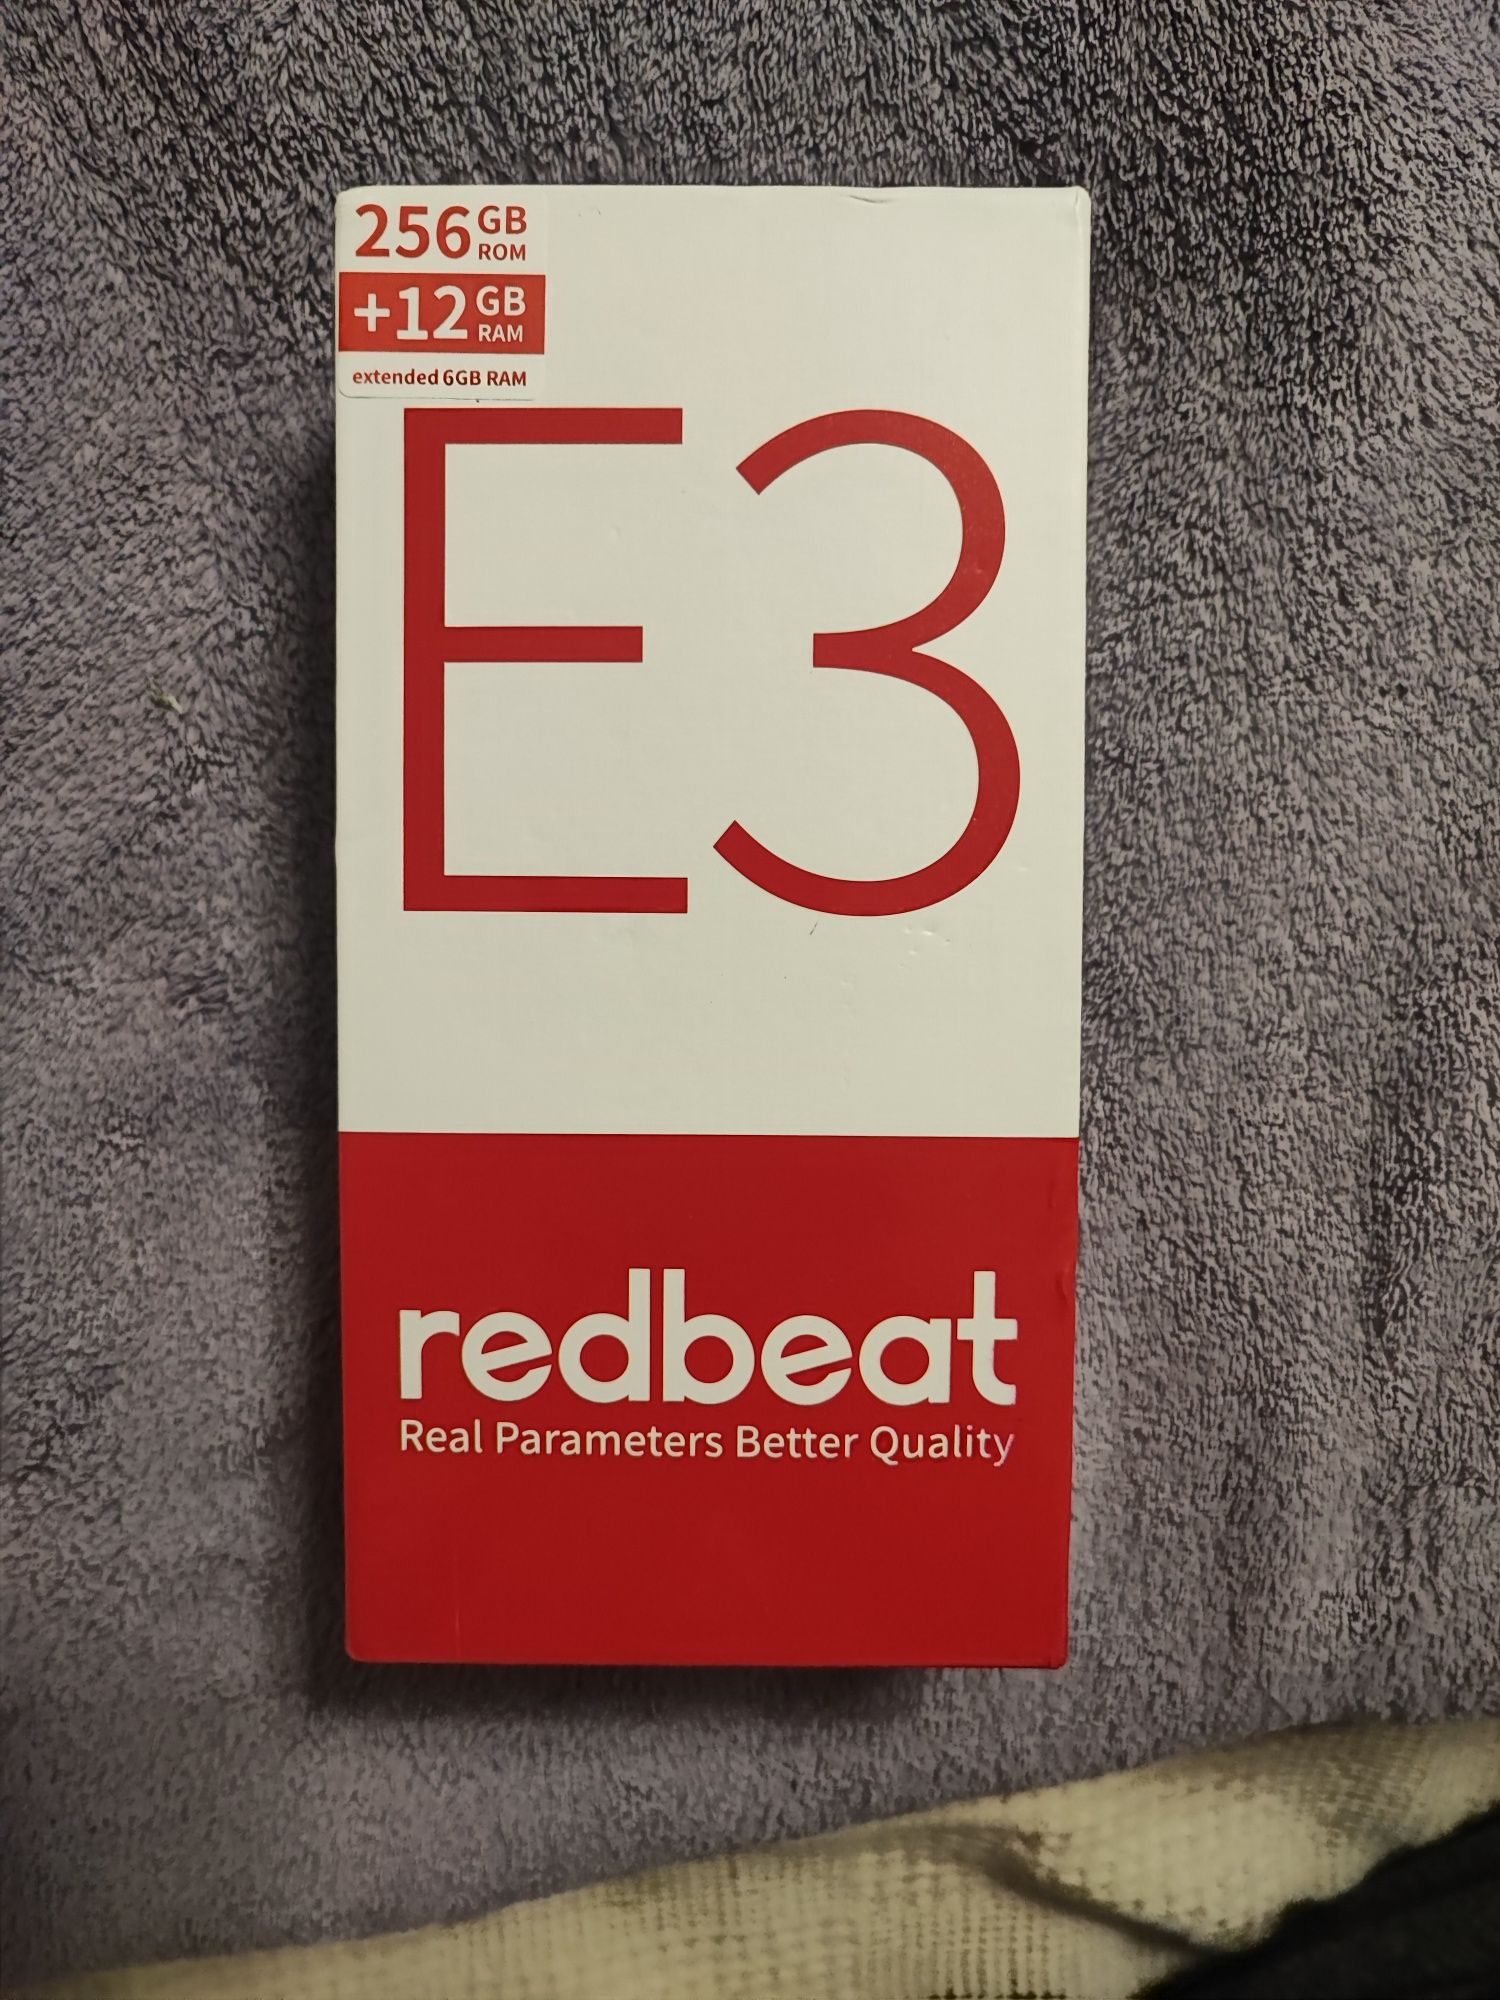 256 GB ROM
+12 GB RAM
extended 6GB RAM
E3
redbeat
Real Parameters Better Quality